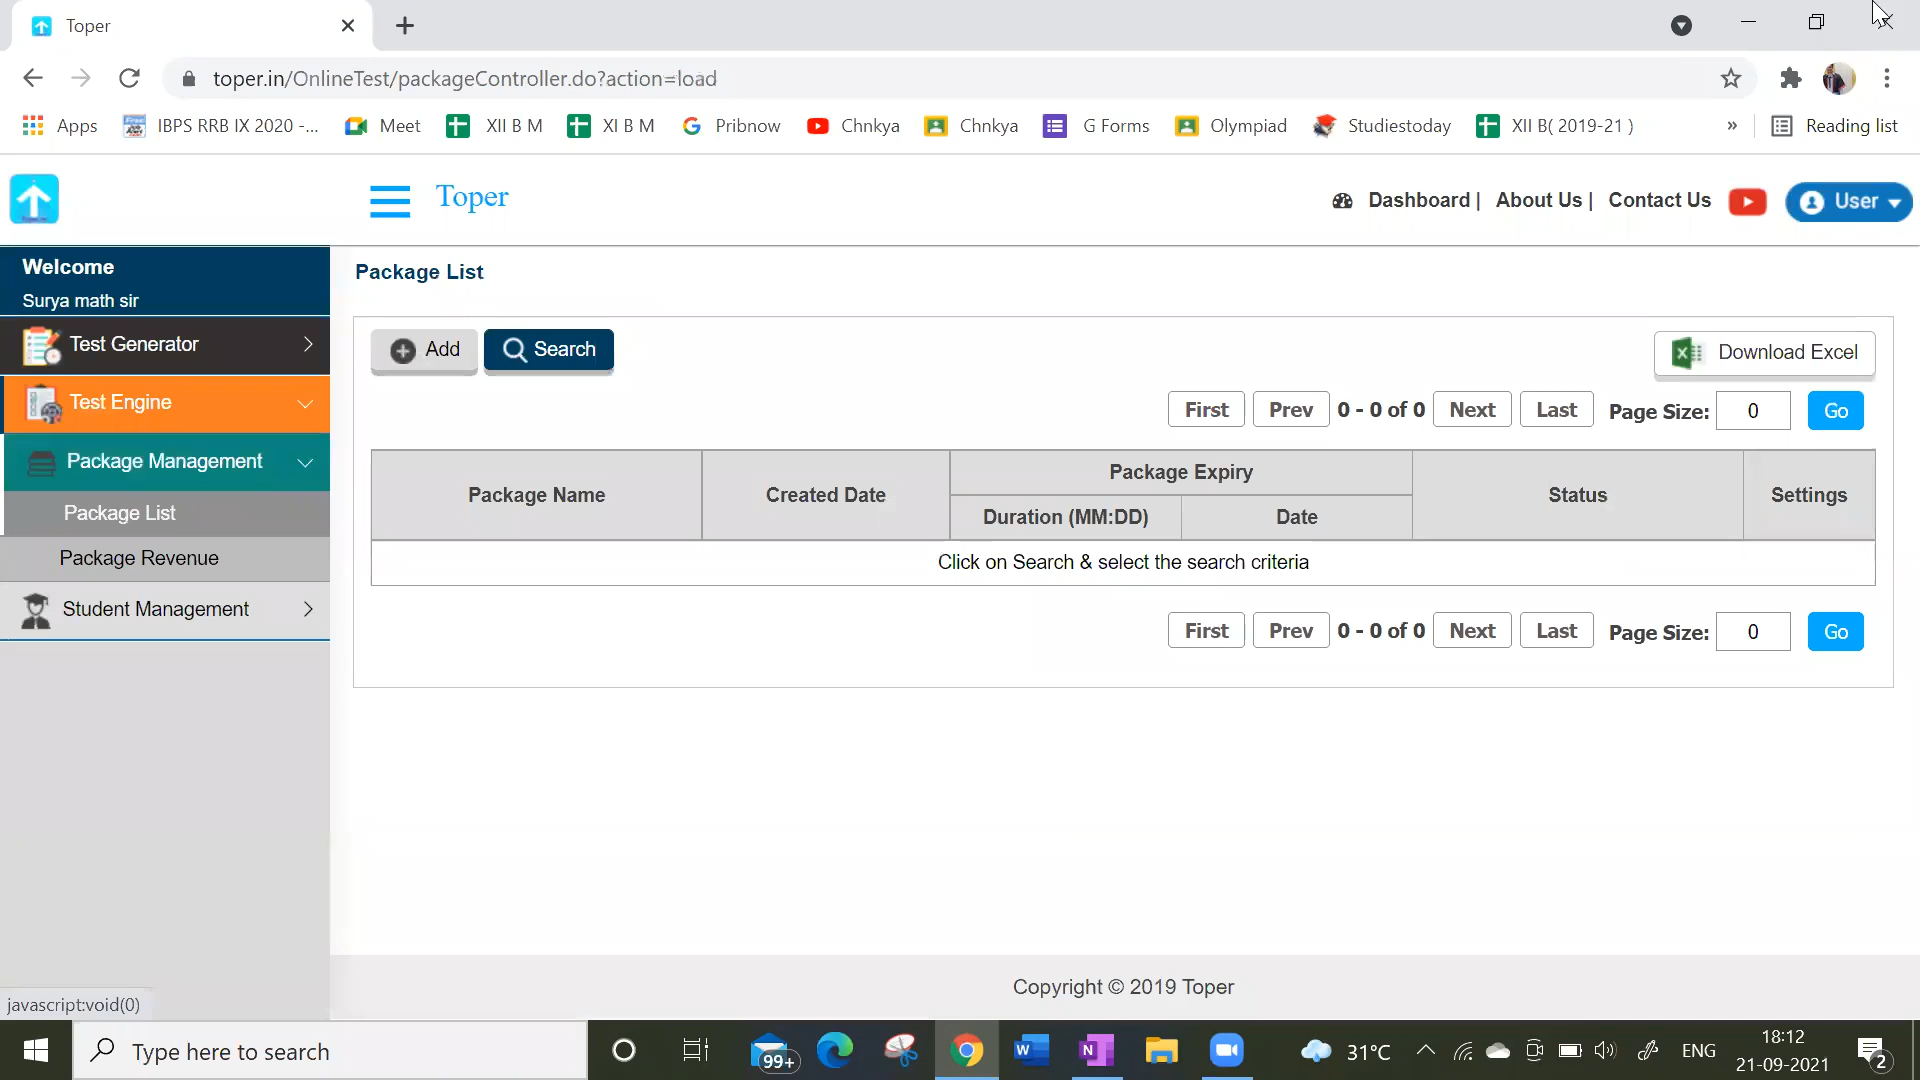 Toper
toper.in/OnlineTest/packageController.do?action=load
Apps IBPS RRB IX 2020 -... Meet XII B M XI B M Pribnow Chnkya Chnkya G Forms Olympiad Studiestoday XII B( 2019-21 ) » Reading list
Toper
Dashboard | About Us | Contact Us User
Welcome
Surya math sir
Test Generator
Test Engine
Package Management
Package List
Package Revenue
Student Management
Package List
Add Search Download Excel
First Prev 0 - 0 of 0 Next Last Page Size: 0 Go
Package Name Created Date Package Expiry Status Settings
Duration (MM:DD) Date
Click on Search & select the search criteria
First Prev 0 - 0 of 0 Next Last Page Size: 0 Go
Copyright © 2019 Toper
javascript:void(0)
Type here to search 99+ 31°C ENG 18:12
21-09-2021 2